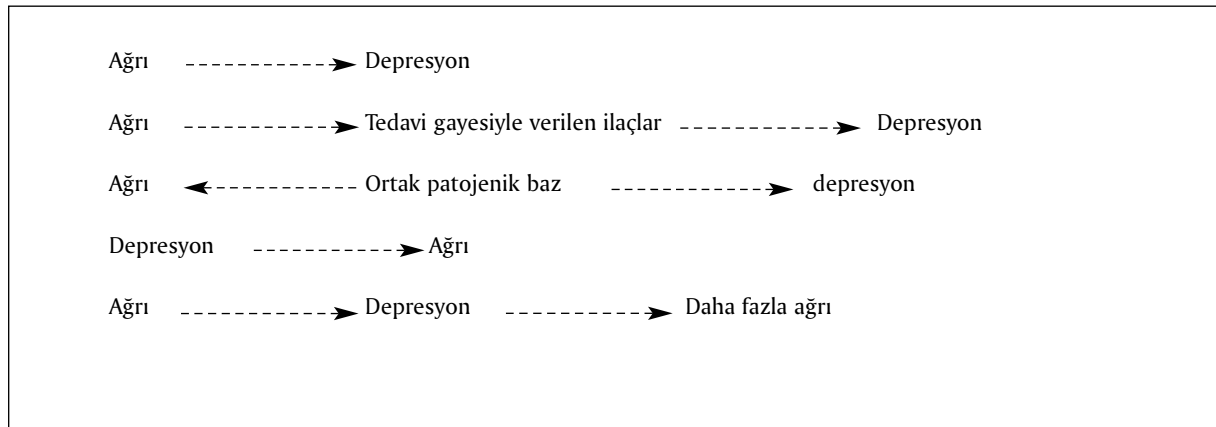 Ağrı Depresyon
Ağrı Tedavi gayesiyle verilen ilaçlar Depresyon
Ağrı Ortak patojenik baz depresyon
Depresyon Ağrı
Ağrı Depresyon Daha fazla ağrı